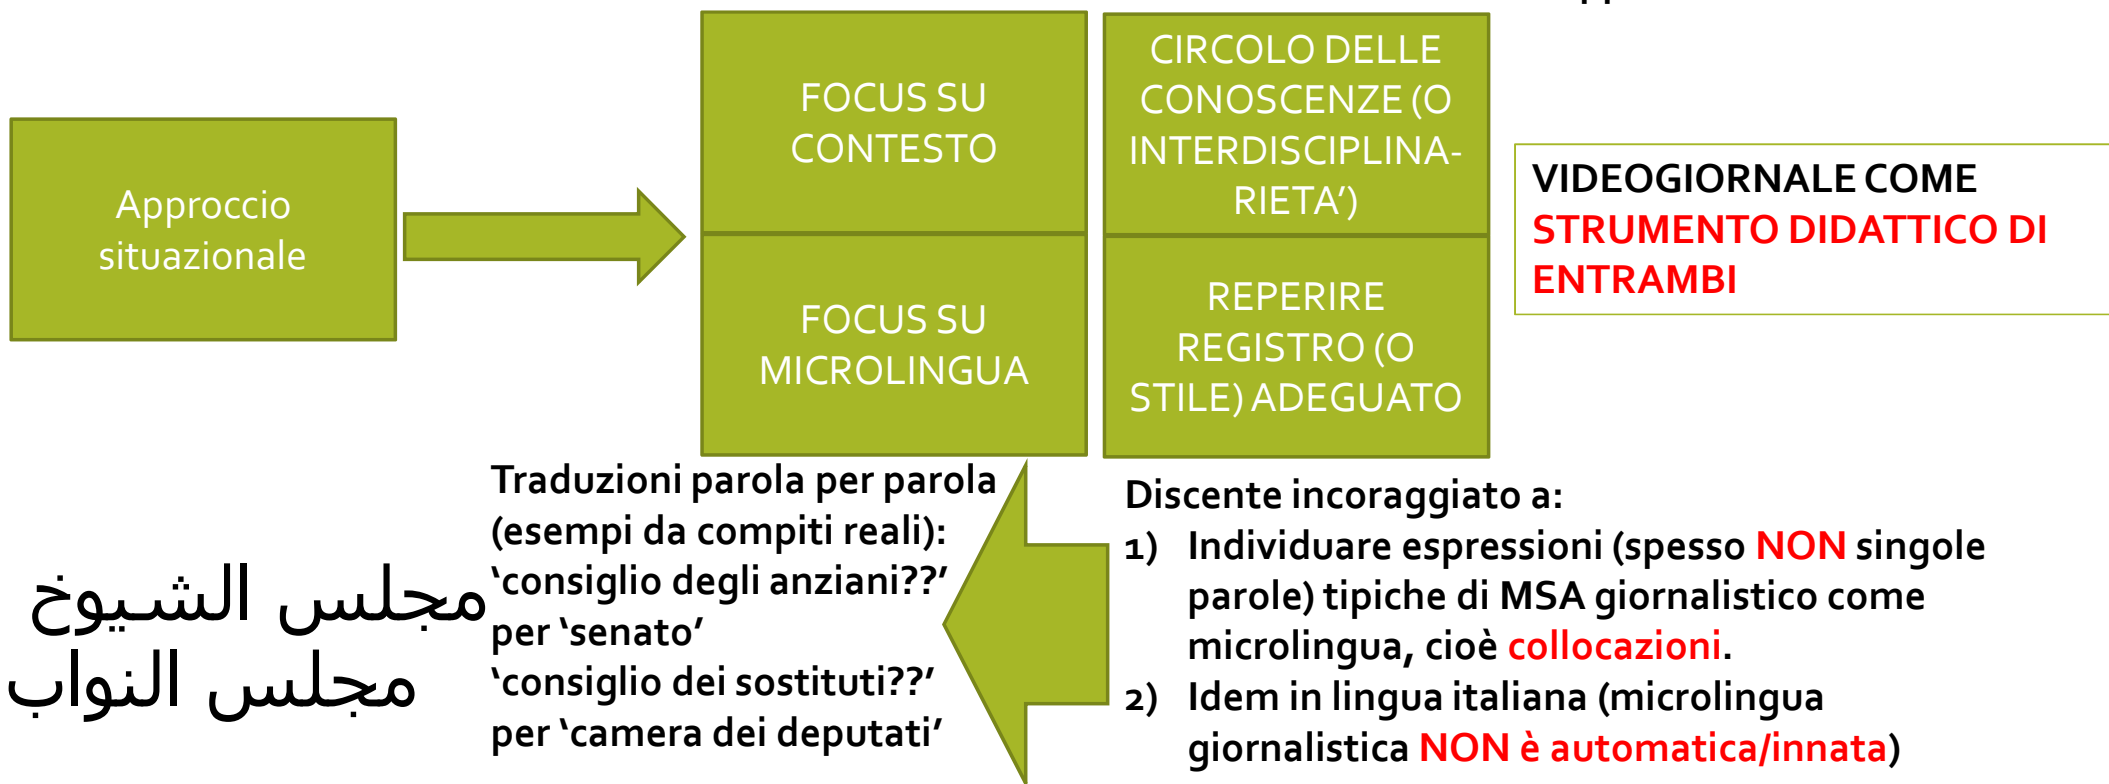 Approccio
situazionale
FOCUS SU
CONTESTO
CIRCOLO DELLE
CONOSCENZE (O
INTERDISCIPLINA-
RIETA’)
FOCUS SU
MICROLINGUA
REPERIRE
REGISTRO (O
STILE) ADEGUATO
VIDEOGIORNALE COME
STRUMENTO DIDATTICO DI
ENTRAMBI
مجلس الشيوخ
مجلس النواب
Traduzioni parola per parola
(esempi da compiti reali):
‘consiglio degli anziani??’
per ‘senato’
‘consiglio dei sostituti??’
per ‘camera dei deputati’
Discente incoraggiato a:
1) Individuare espressioni (spesso NON singole
parole) tipiche di MSA giornalistico come
microlingua, cioè collocazioni.
2) Idem in lingua italiana (microlingua
giornalistica NON è automatica/innata)